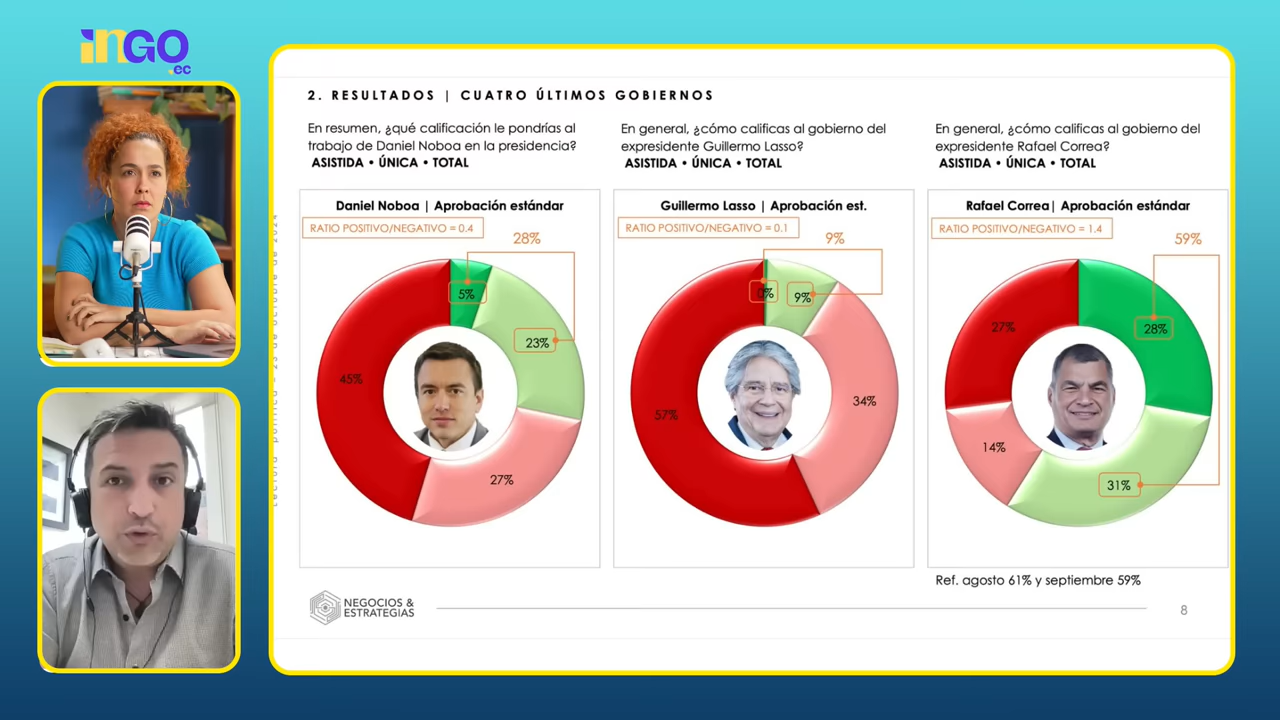 inGO
.ec
2. RESULTADOS | CUATRO ÚLTIMOS GOBIERNOS
En resumen, ¿qué calificación le pondrías al
trabajo de Daniel Noboa en la presidencia?
ASISTIDA • ÚNICA • TOTAL
Daniel Noboa | Aprobación estándar
RATIO POSITIVO/NEGATIVO = 0.4
28%
5%
23%
45%
27%
En general, ¿cómo calificas al gobierno del
expresidente Guillermo Lasso?
ASISTIDA • ÚNICA • TOTAL
Guillermo Lasso | Aprobación est.
RATIO POSITIVO/NEGATIVO = 0.1
9%
0%
9%
57%
34%
En general, ¿cómo calificas al gobierno del
expresidente Rafael Correa?
ASISTIDA • ÚNICA • TOTAL
Rafael Correa| Aprobación estándar
RATIO POSITIVO/NEGATIVO = 1.4
59%
27%
28%
14%
31%
Ref. agosto 61% y septiembre 59%
NEGOCIOS &
ESTRATEGIAS
8